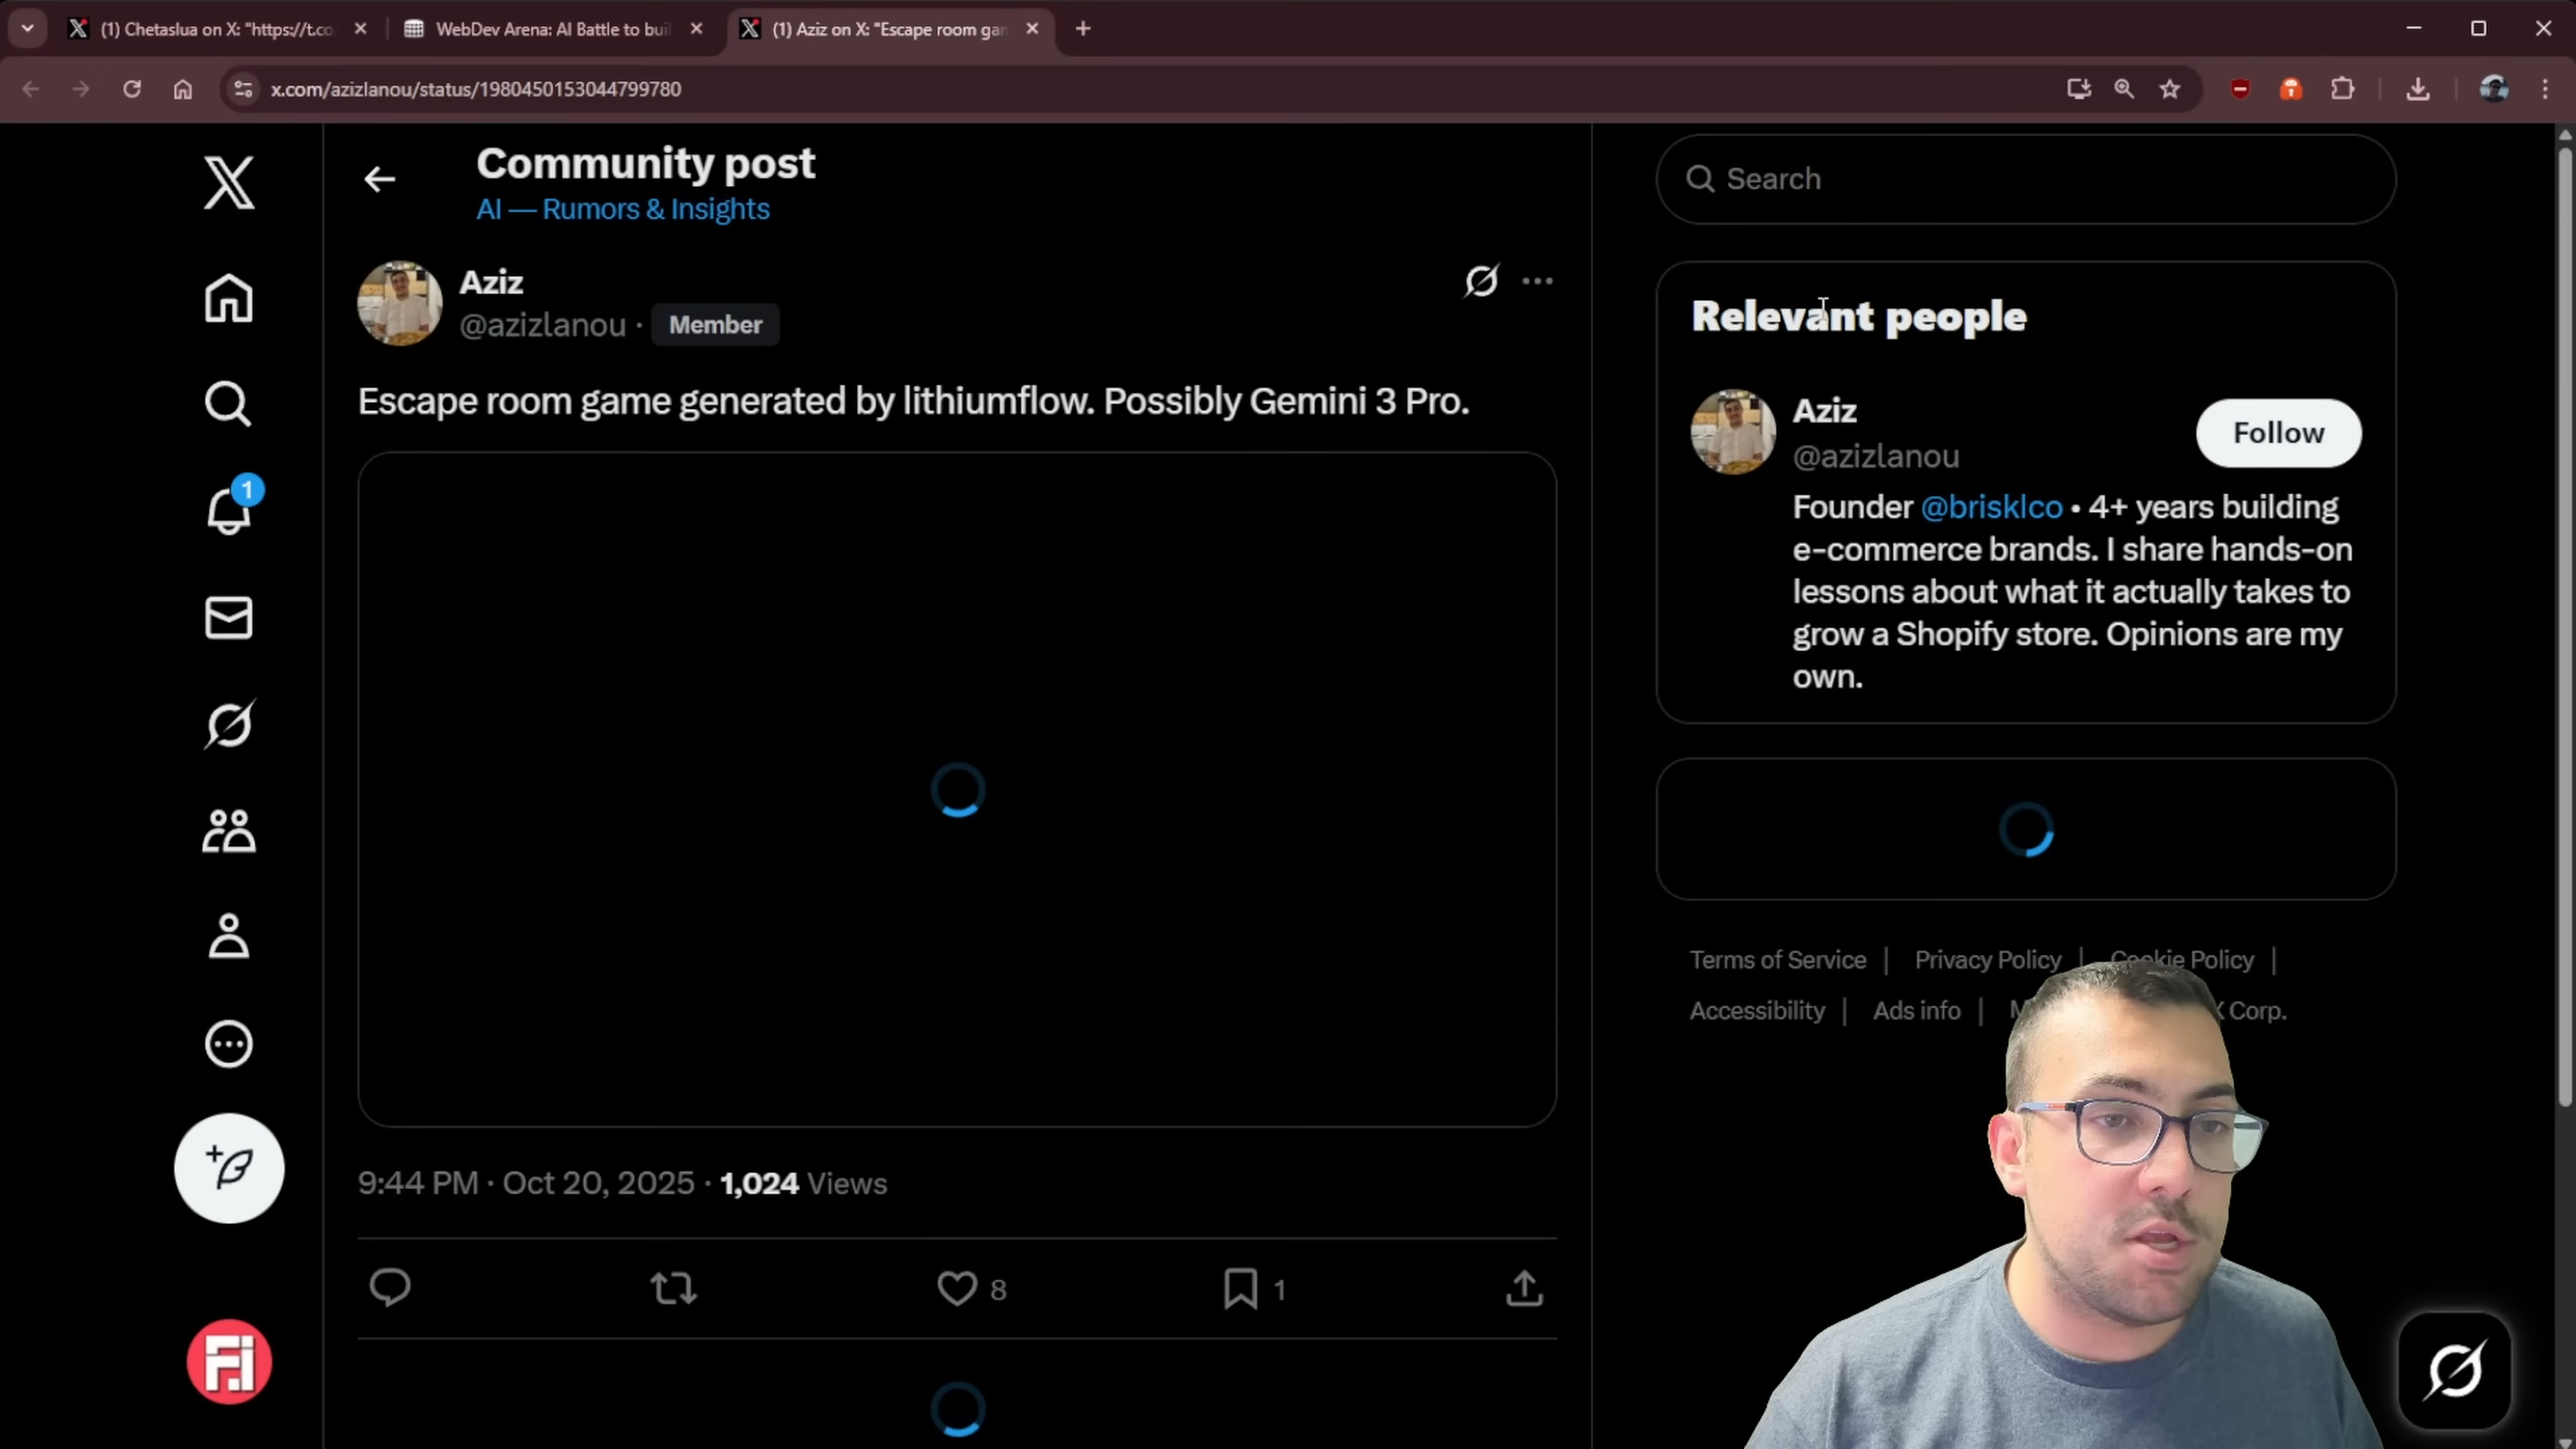 (1) Chetaslua on X: "https://t.co
WebDev Arena: AI Battle to bui
(1) Aziz on X: "Escape room gam
x.com/azizlanou/status/1980450153044799780
Community post
AI — Rumors & Insights
Search
Aziz
@azizlanou · Member
Escape room game generated by lithiumflow. Possibly Gemini 3 Pro.
Relevant people
Aziz
@azizlanou
Follow
Founder @brisklco • 4+ years building
e-commerce brands. I share hands-on
lessons about what it actually takes to
grow a Shopify store. Opinions are my
own.
1
Terms of Service | Privacy Policy | Cookie Policy |
Accessibility | Ads info | X Corp.
9:44 PM · Oct 20, 2025 · 1,024 Views
8
1
F.i